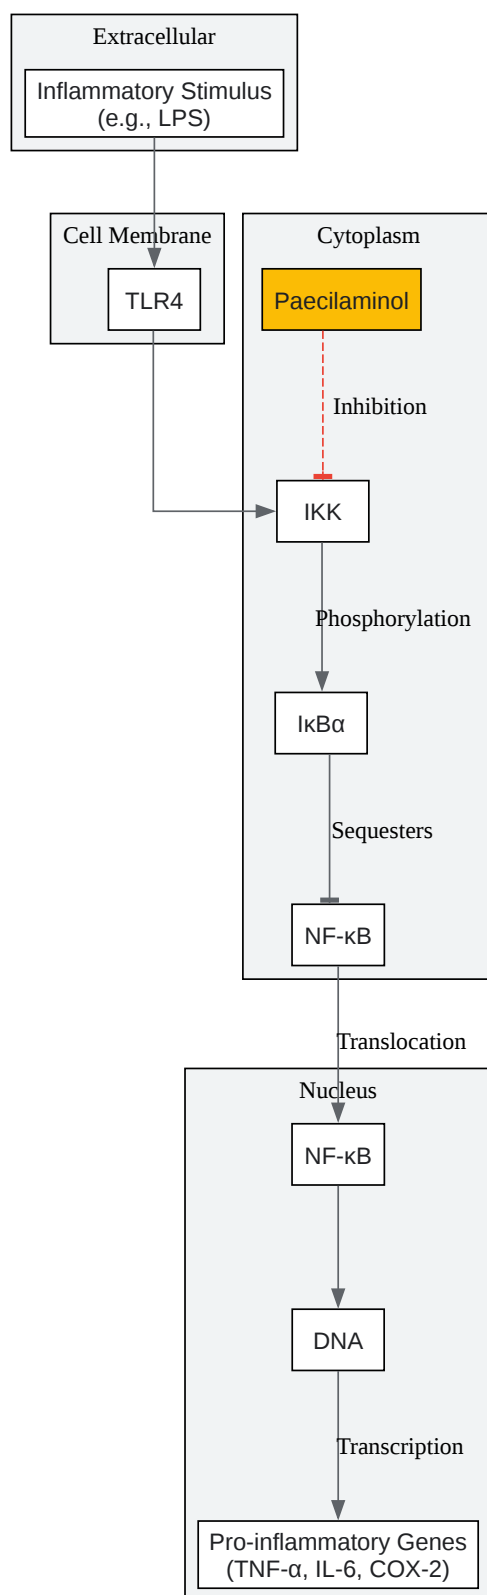 Extracellular
Inflammatory Stimulus
(e.g., LPS)
Cell Membrane
TLR4
Cytoplasm
Paecilaminol
Inhibition
IKK
Phosphorylation
IκBα
Sequesters
NF-κB
Translocation
Nucleus
NF-κB
DNA
Transcription
Pro-inflammatory Genes
(TNF-α, IL-6, COX-2)